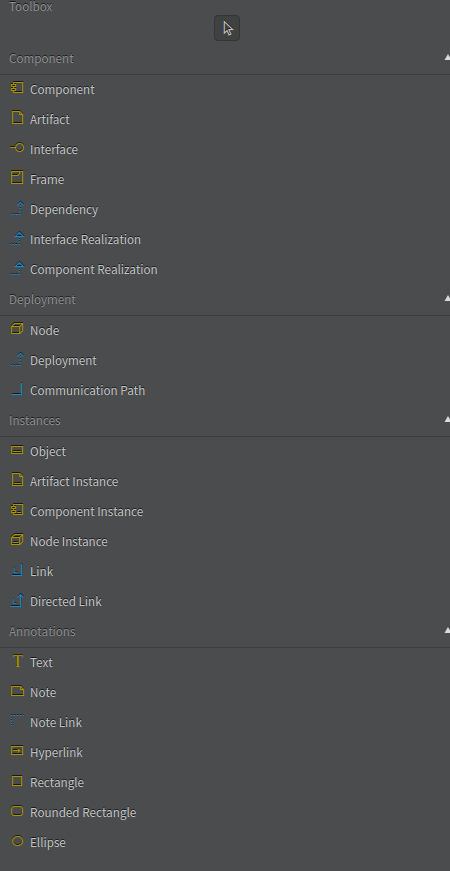 Toolbox
Component
Component
Artifact
Interface
Frame
Dependency
Interface Realization
Component Realization
Deployment
Node
Deployment
Communication Path
Instances
Object
Artifact Instance
Component Instance
Node Instance
Link
Directed Link
Annotations
Text
Note
Note Link
Hyperlink
Rectangle
Rounded Rectangle
Ellipse